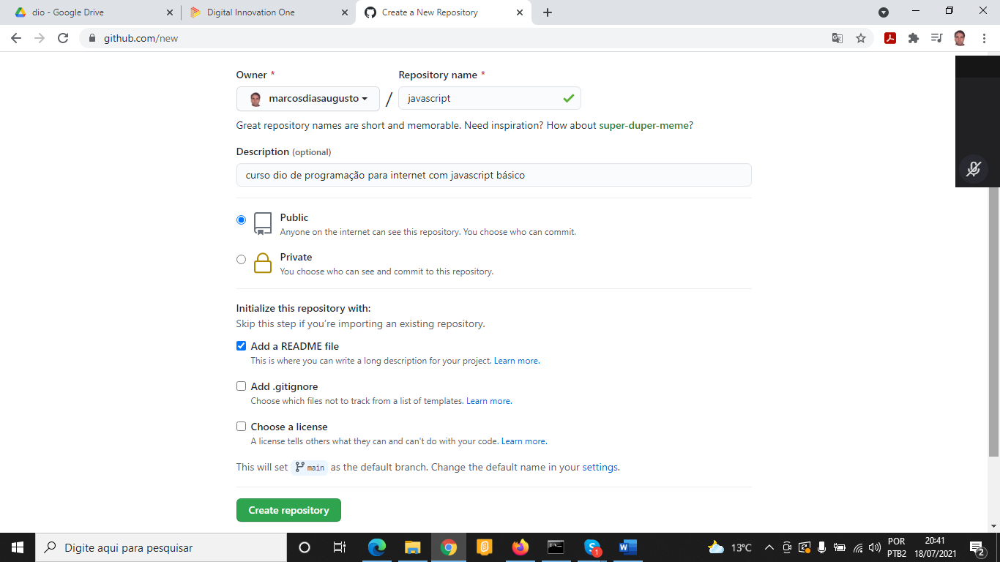 dio - Google Drive
Digital Innovation One
Create a New Repository
github.com/new
Owner *
Repository name *
marcosdiasaugusto
/
javascript
Great repository names are short and memorable. Need inspiration? How about super-duper-meme?
Description (optional)
curso dio de programação para internet com javascript básico
Public
Anyone on the internet can see this repository. You choose who can commit.
Private
You choose who can see and commit to this repository.
Initialize this repository with:
Skip this step if you're importing an existing repository.
Add a README file
This is where you can write a long description for your project. Learn more.
Add .gitignore
Choose which files not to track from a list of templates. Learn more.
Choose a license
A license tells others what they can and can't do with your code. Learn more.
This will set main as the default branch. Change the default name in your settings.
Create repository
Digite aqui para pesquisar
1
13°C
POR
PTB2
20:41
18/07/2021
2